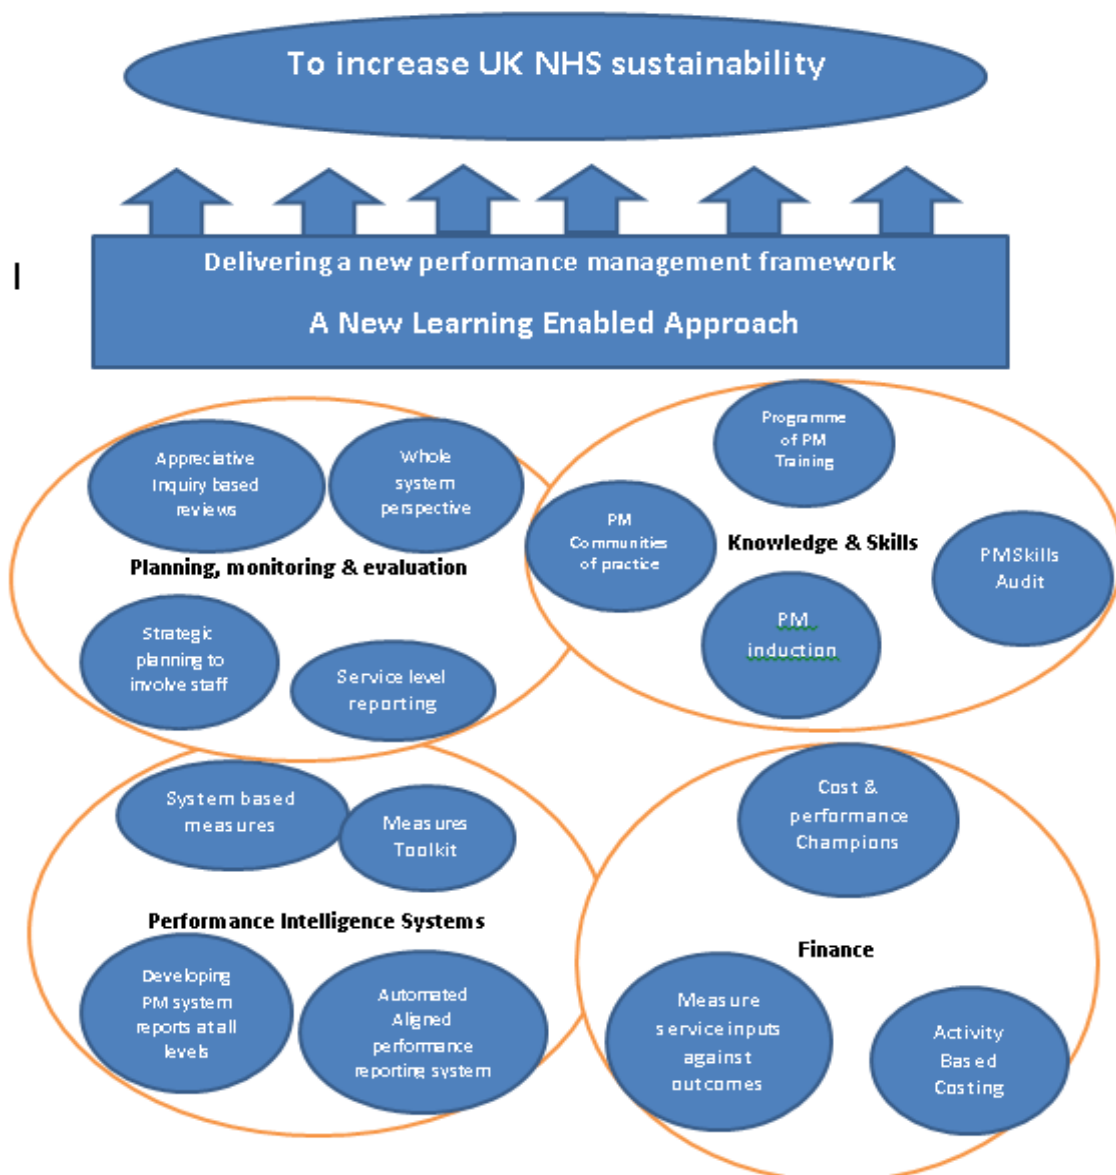 To increase UK NHS sustainability
Delivering a new performance management framework
A New Learning Enabled Approach
Appreciative
Inquiry based
reviews
Whole
system
perspective
Planning, monitoring & evaluation
Strategic
planning to
involve staff
Service level
reporting
Programme
of PM
Training
PM
Communities
of practice
Knowledge & Skills
PM Skills
Audit
PM
induction
System based
measures
Measures
Toolkit
Performance Intelligence Systems
Developing
PM system
reports at all
levels
Automated
Aligned
performance
reporting system
Cost &
performance
Champions
Finance
Measure
service inputs
against
outcomes
Activity
Based
Costing